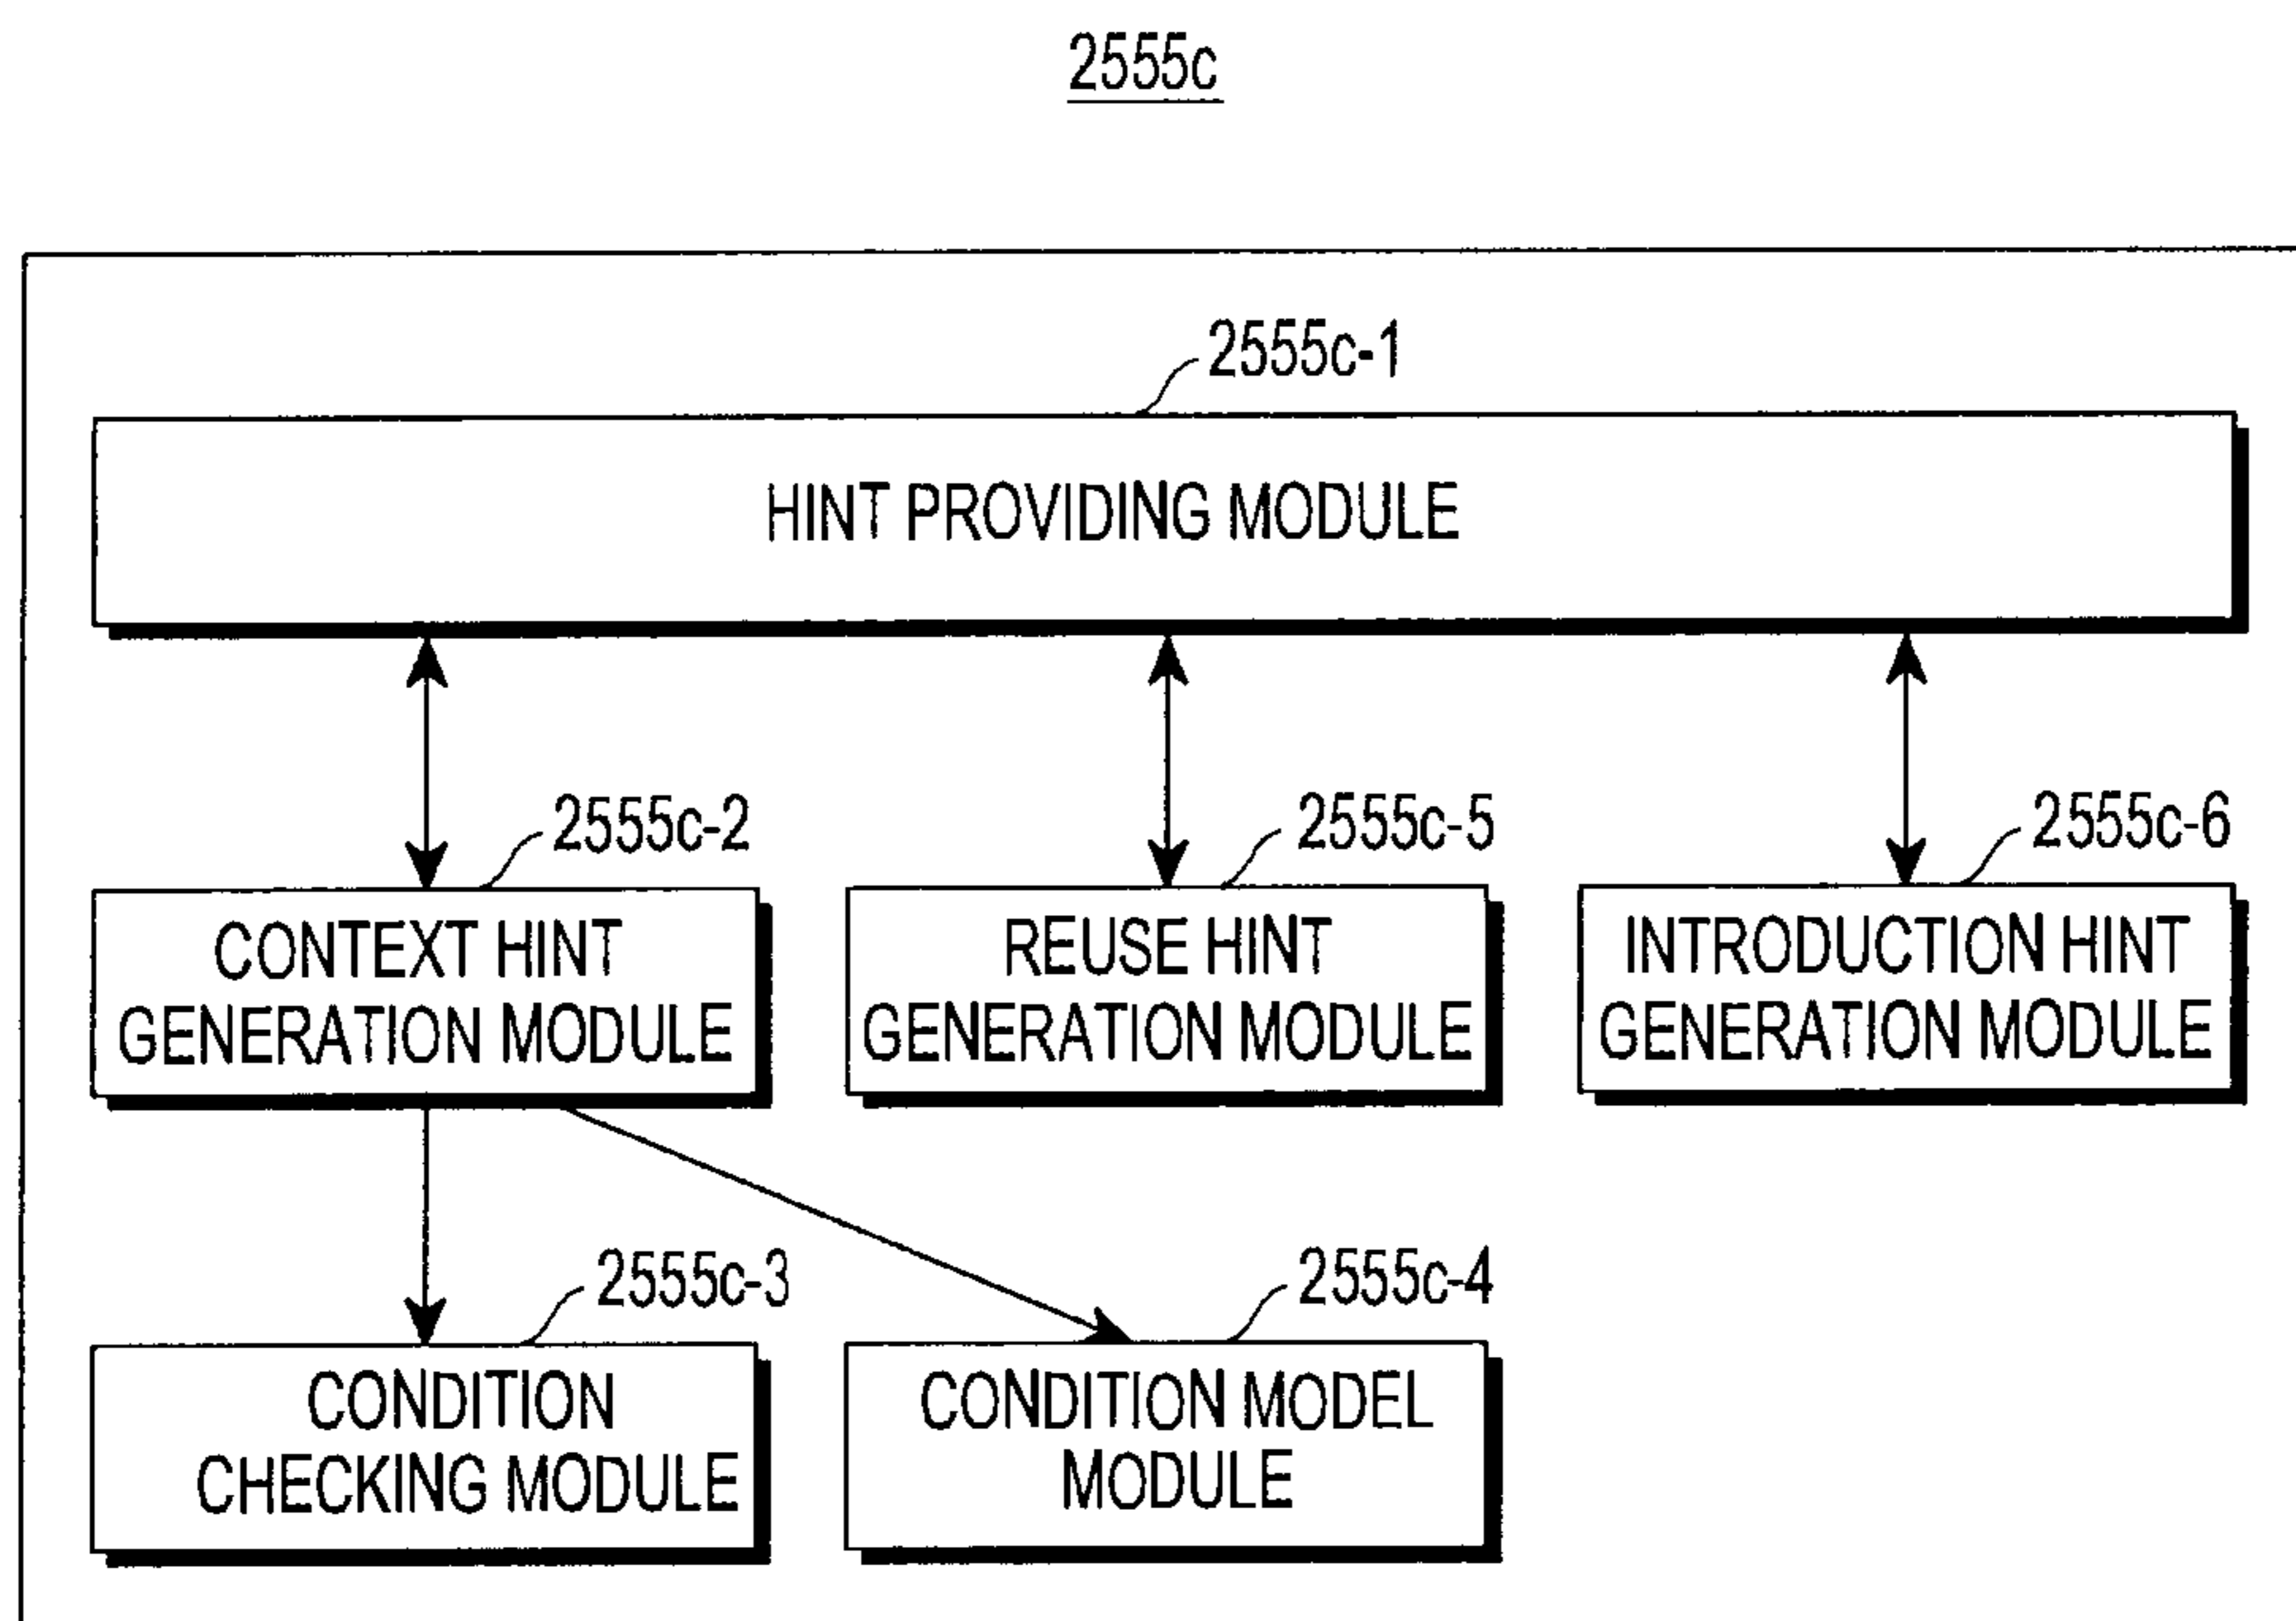 2555c
2555c-1
HINT PROVIDING MODULE
2555c-2
2555c-5
2555c-6
CONTEXT HINT
GENERATION MODULE
REUSE HINT
GENERATION MODULE
INTRODUCTION HINT
GENERATION MODULE
2555c-3
2555c-4
CONDITION
CHECKING MODULE
CONDITION MODEL
MODULE